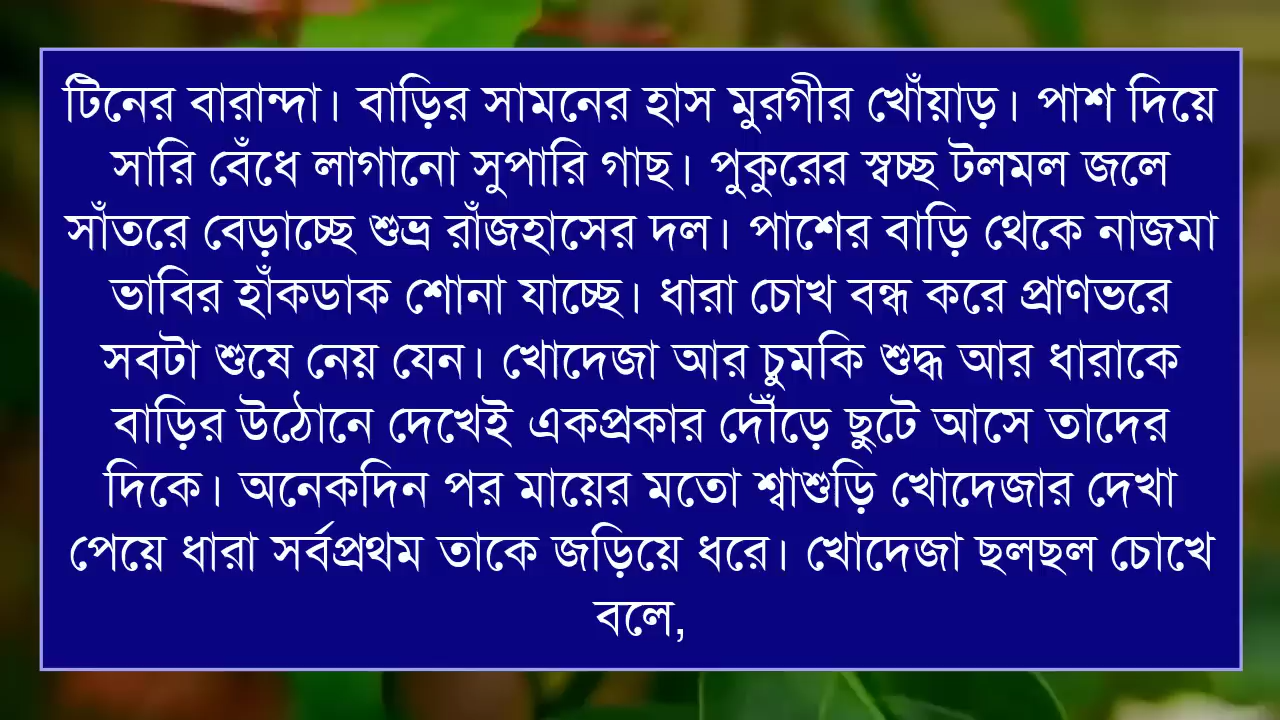 টিনের বারান্দা। বাড়ির সামনের হাস মুরগীর খোঁয়াড়। পাশ দিয়ে
সারি বেঁধে লাগানো সুপারি গাছ। পুকুরের স্বচ্ছ টলমল জলে
সাঁতরে বেড়াচ্ছে শুভ্র রাঁজহাসের দল। পাশের বাড়ি থেকে নাজমা
ভাবির হাঁকডাক শোনা যাচ্ছে। ধারা চোখ বন্ধ করে প্রাণভরে
সবটা শুষে নেয় যেন। খোদেজা আর চুমকি শুদ্ধ আর ধারাকে
বাড়ির উঠোনে দেখেই একপ্রকার দৌঁড়ে ছুটে আসে তাদের
দিকে। অনেকদিন পর মায়ের মতো শ্বাশুড়ি খোদেজার দেখা
পেয়ে ধারা সর্বপ্রথম তাকে জড়িয়ে ধরে। খোদেজা ছলছল চোখে
বলে,